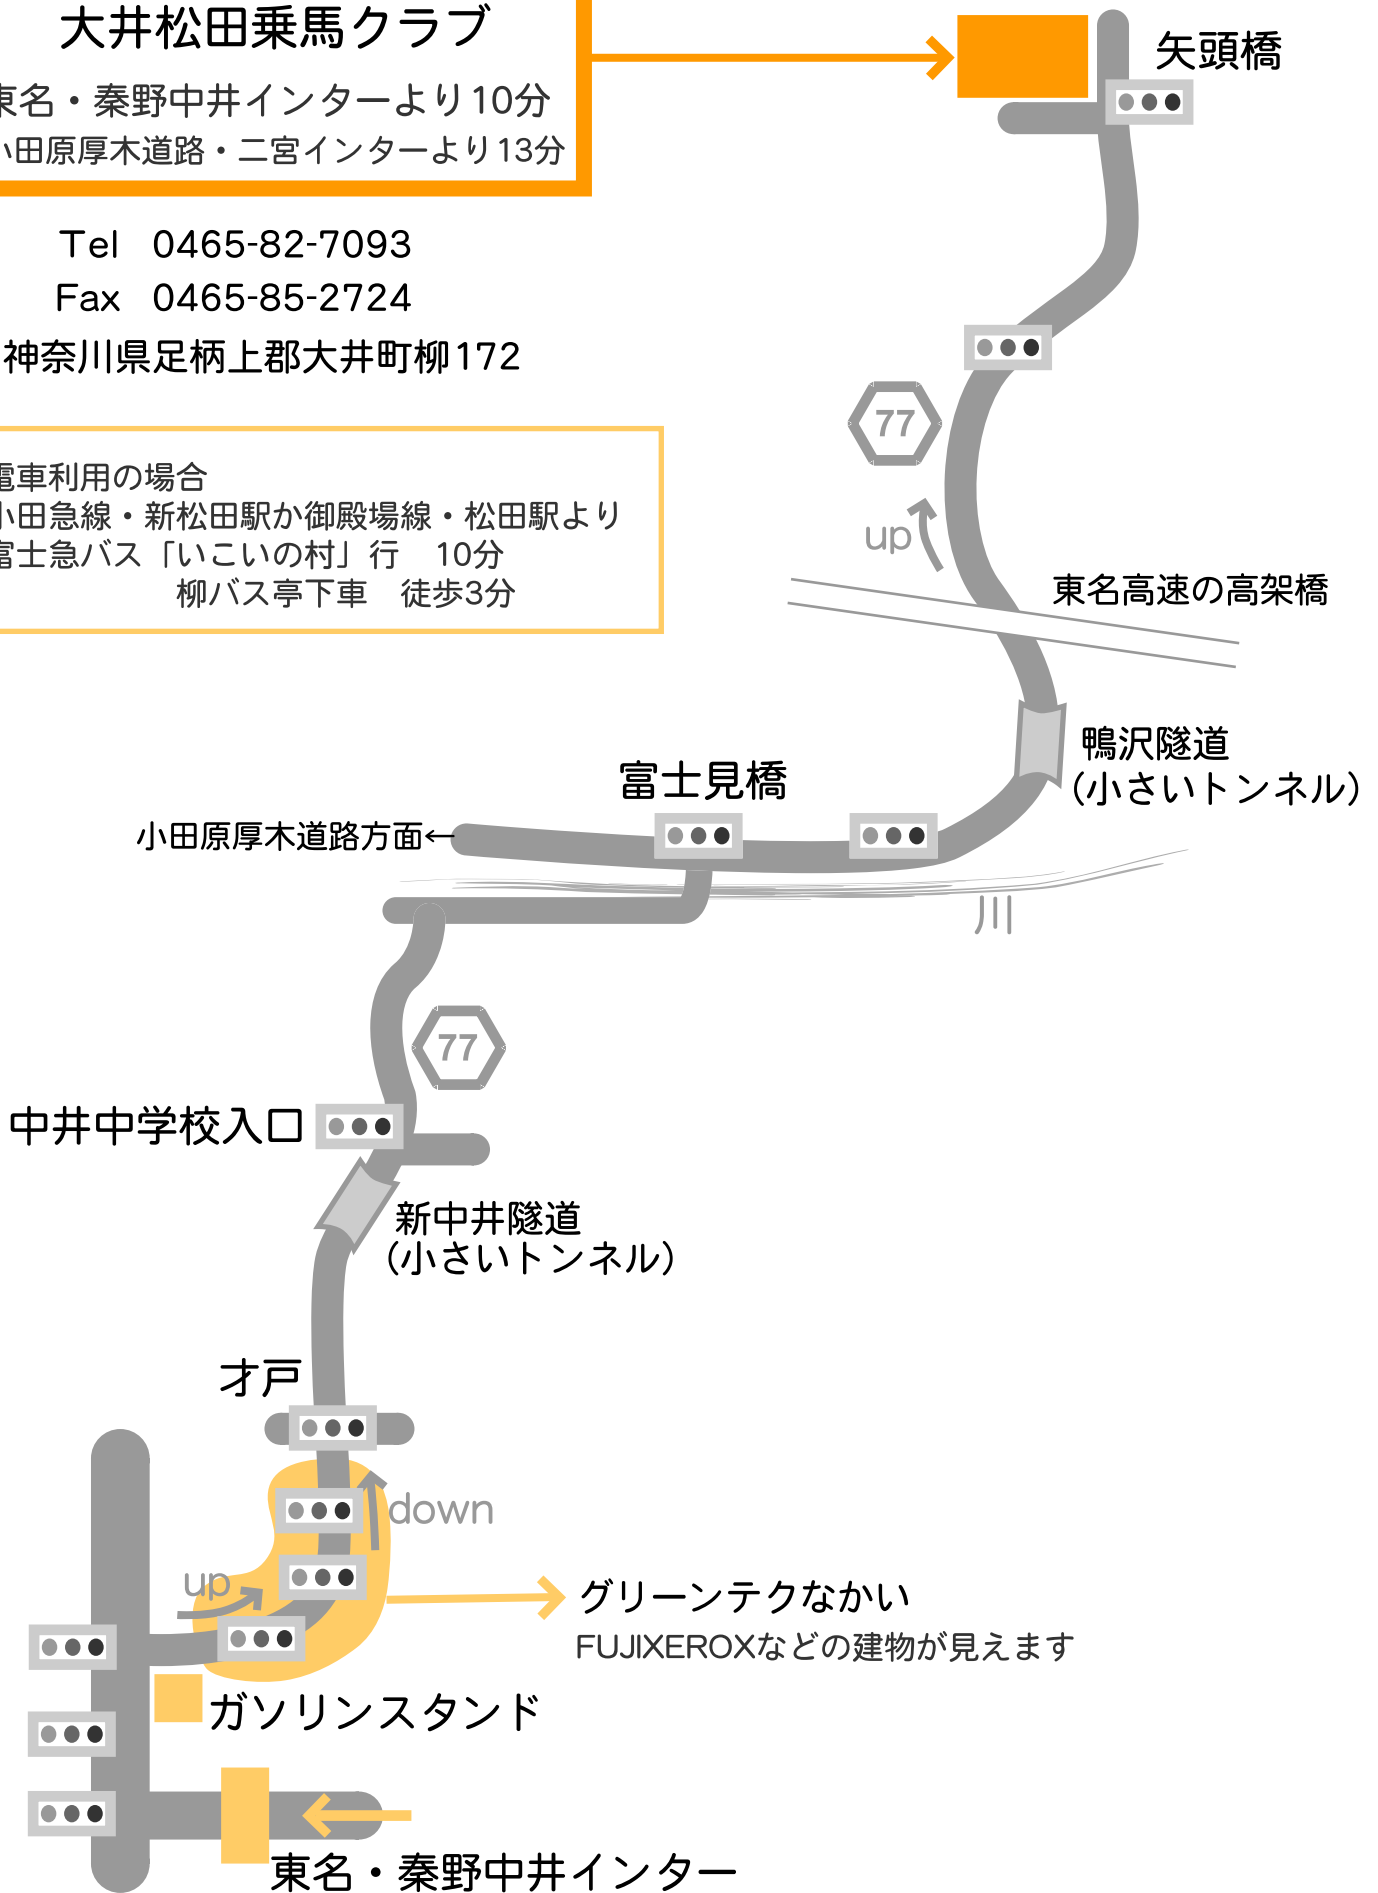 大井松田乗馬クラブ
東名・秦野中井インターより10分
小田原厚木道路・二宮インターより13分
Tel 0465-82-7093
Fax 0465-85-2724
神奈川県足柄上郡大井町柳172
電車利用の場合
小田急線・新松田駅か御殿場線・松田駅より
富士急バス「いこいの村」行 10分
柳バス亭下車 徒歩3分
矢頭橋
77
up
東名高速の高架橋
鴨沢隧道
(小さいトンネル)
富士見橋
小田原厚木道路方面←
川
77
中井中学校入口
新中井隧道
(小さいトンネル)
才戸
down
up
グリーンテクなかい
FUJIXEROXなどの建物が見えます
ガソリンスタンド
東名・秦野中井インター